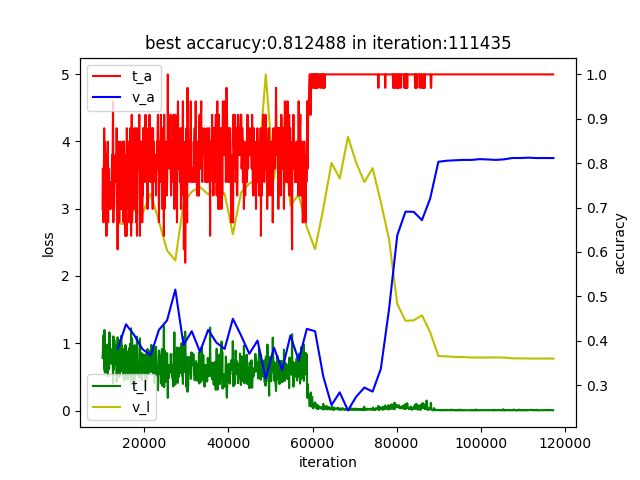 best accarucy:0.812488 in iteration:111435
t_a
v_a
t_l
v_l
loss
accuracy
iteration
5
4
3
2
1
0
1.0
0.9
0.8
0.7
0.6
0.5
0.4
0.3
20000
40000
60000
80000
100000
120000